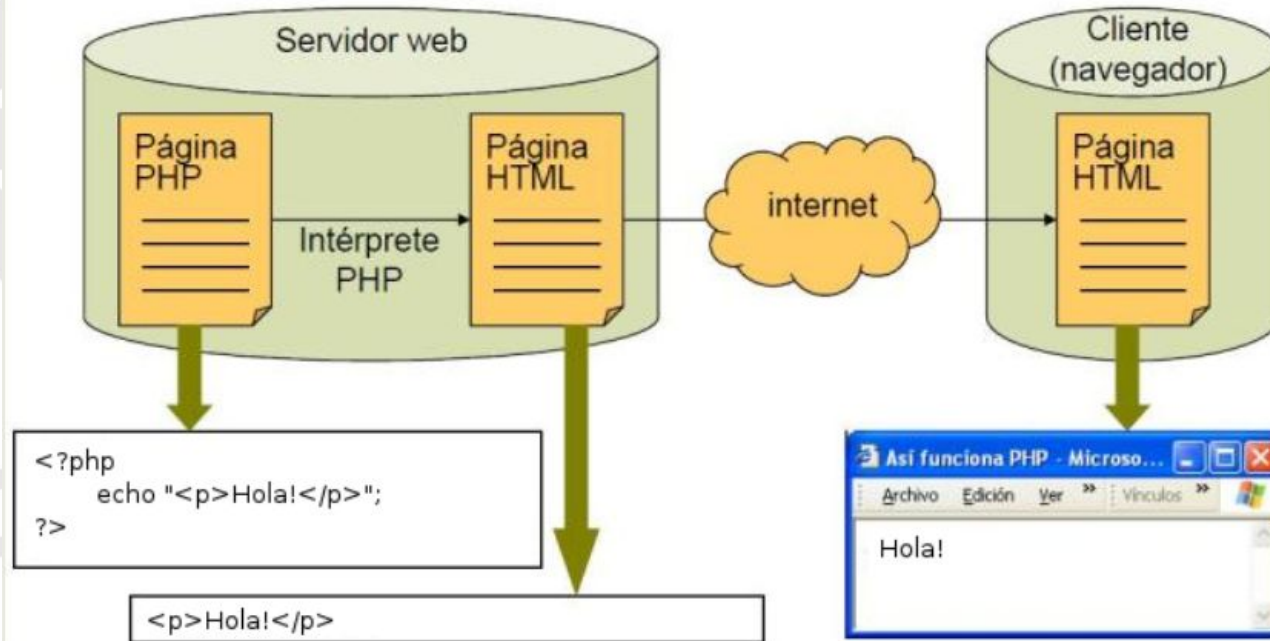 Servidor web
Cliente
(navegador)
Página
PHP
Intérprete
PHP
Página
HTML
internet
Página
HTML
<?php
echo "<p>Hola!</p>";
?>
<p>Hola!</p>
Así funciona PHP - Microso...
Archivo Edición Ver » Vínculos »
Hola!